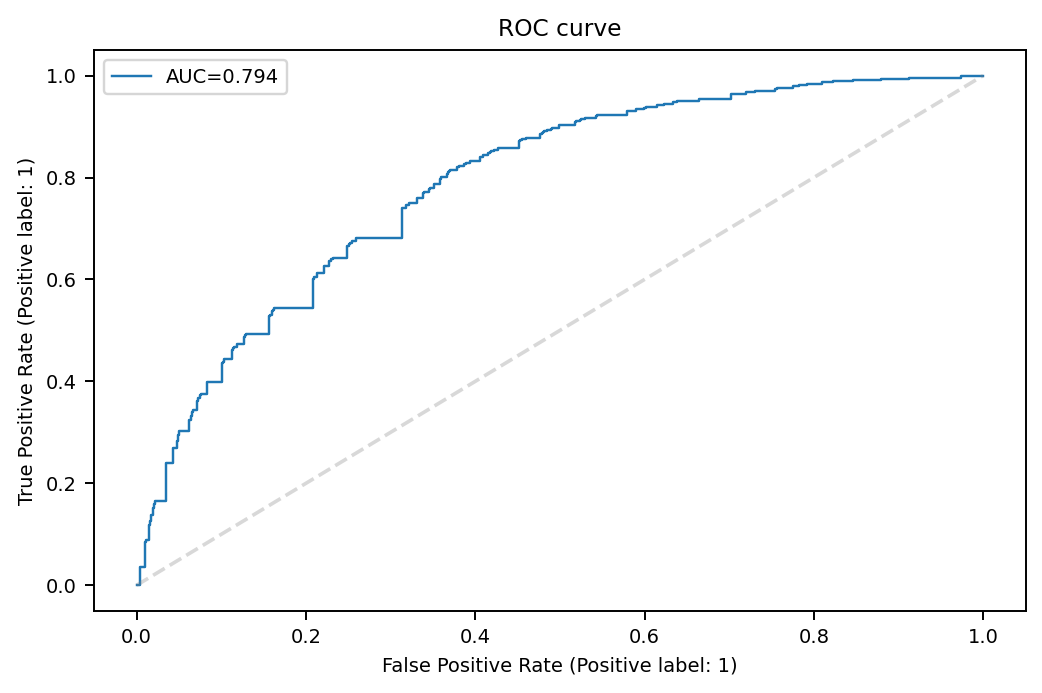 ROC curve
AUC=0.794
True Positive Rate (Positive label: 1)
1.0
0.8
0.6
0.4
0.2
0.0
0.0 0.2 0.4 0.6 0.8 1.0
False Positive Rate (Positive label: 1)